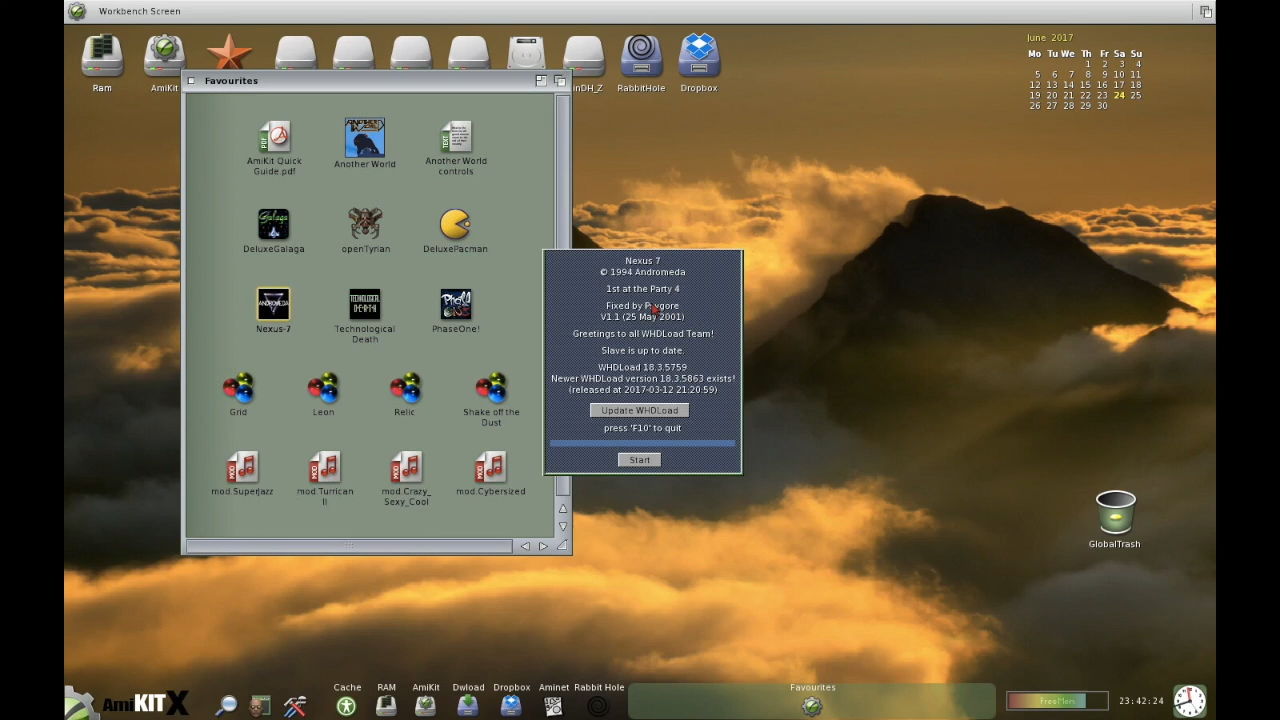 Workbench Screen
Ram
AmiKit
inDH_Z
RabbitHole
Dropbox
June 2017
Mo Tu We Th Fr Sa Su
1 2 3 4
5 6 7 8 9 10 11
12 13 14 15 16 17 18
19 20 21 22 23 24 25
26 27 28 29 30
Favourites
AmiKit Quick
Guide.pdf
Another World
Another World
controls
DeluxeGalaga
openTyrian
DeluxePacman
Nexus-7
Technological
Death
PhaseOne!
Grid
Leon
Relic
Shake off the
Dust
mod.SuperJazz
mod.Turrican
II
mod.Crazy_
Sexy_Cool
mod.Cybersized
Nexus 7
© 1994 Andromeda
1st at the Party 4
Fixed by
V1.1 (25 May 2001)
Greetings to all WHDLoad Team!
Slave is up to date.
WHDLoad 18.3.5759
Newer WHDLoad version 18.3.5863 exists!
(released at 2017-03-12 21:20:59)
Update WHDLoad
press 'F10' to quit
Start
GlobalTrash
AmiKIT X
Cache
RAM
AmiKit
Dwload
Dropbox
Aminet
Rabbit Hole
Favourites
FreeMem
23:42:24